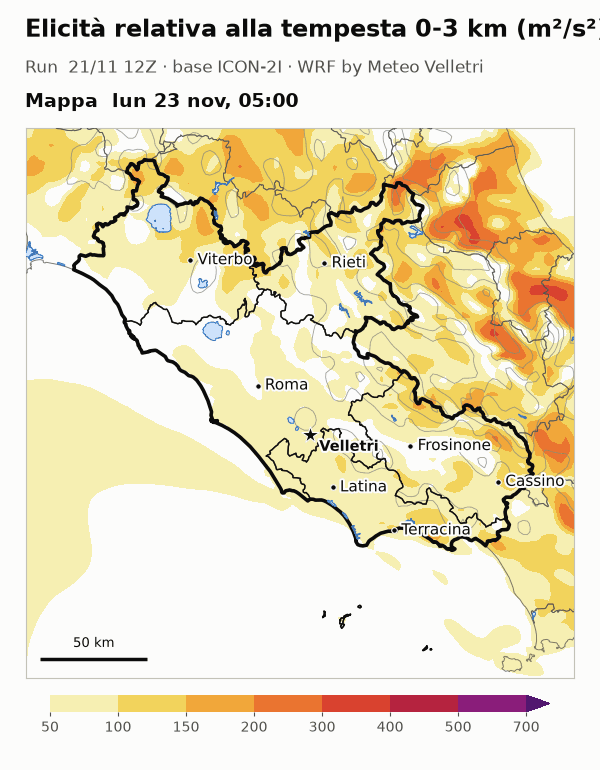 Elicità relativa alla tempesta 0-3 km (m²/s²)
Run  21/11 12Z · base ICON-2I · WRF by Meteo Velletri
Mappa  lun 23 nov, 05:00
Viterbo
Rieti
Roma
Velletri
Frosinone
Cassino
Latina
Terracina
50 km
50 100 150 200 300 400 500 700